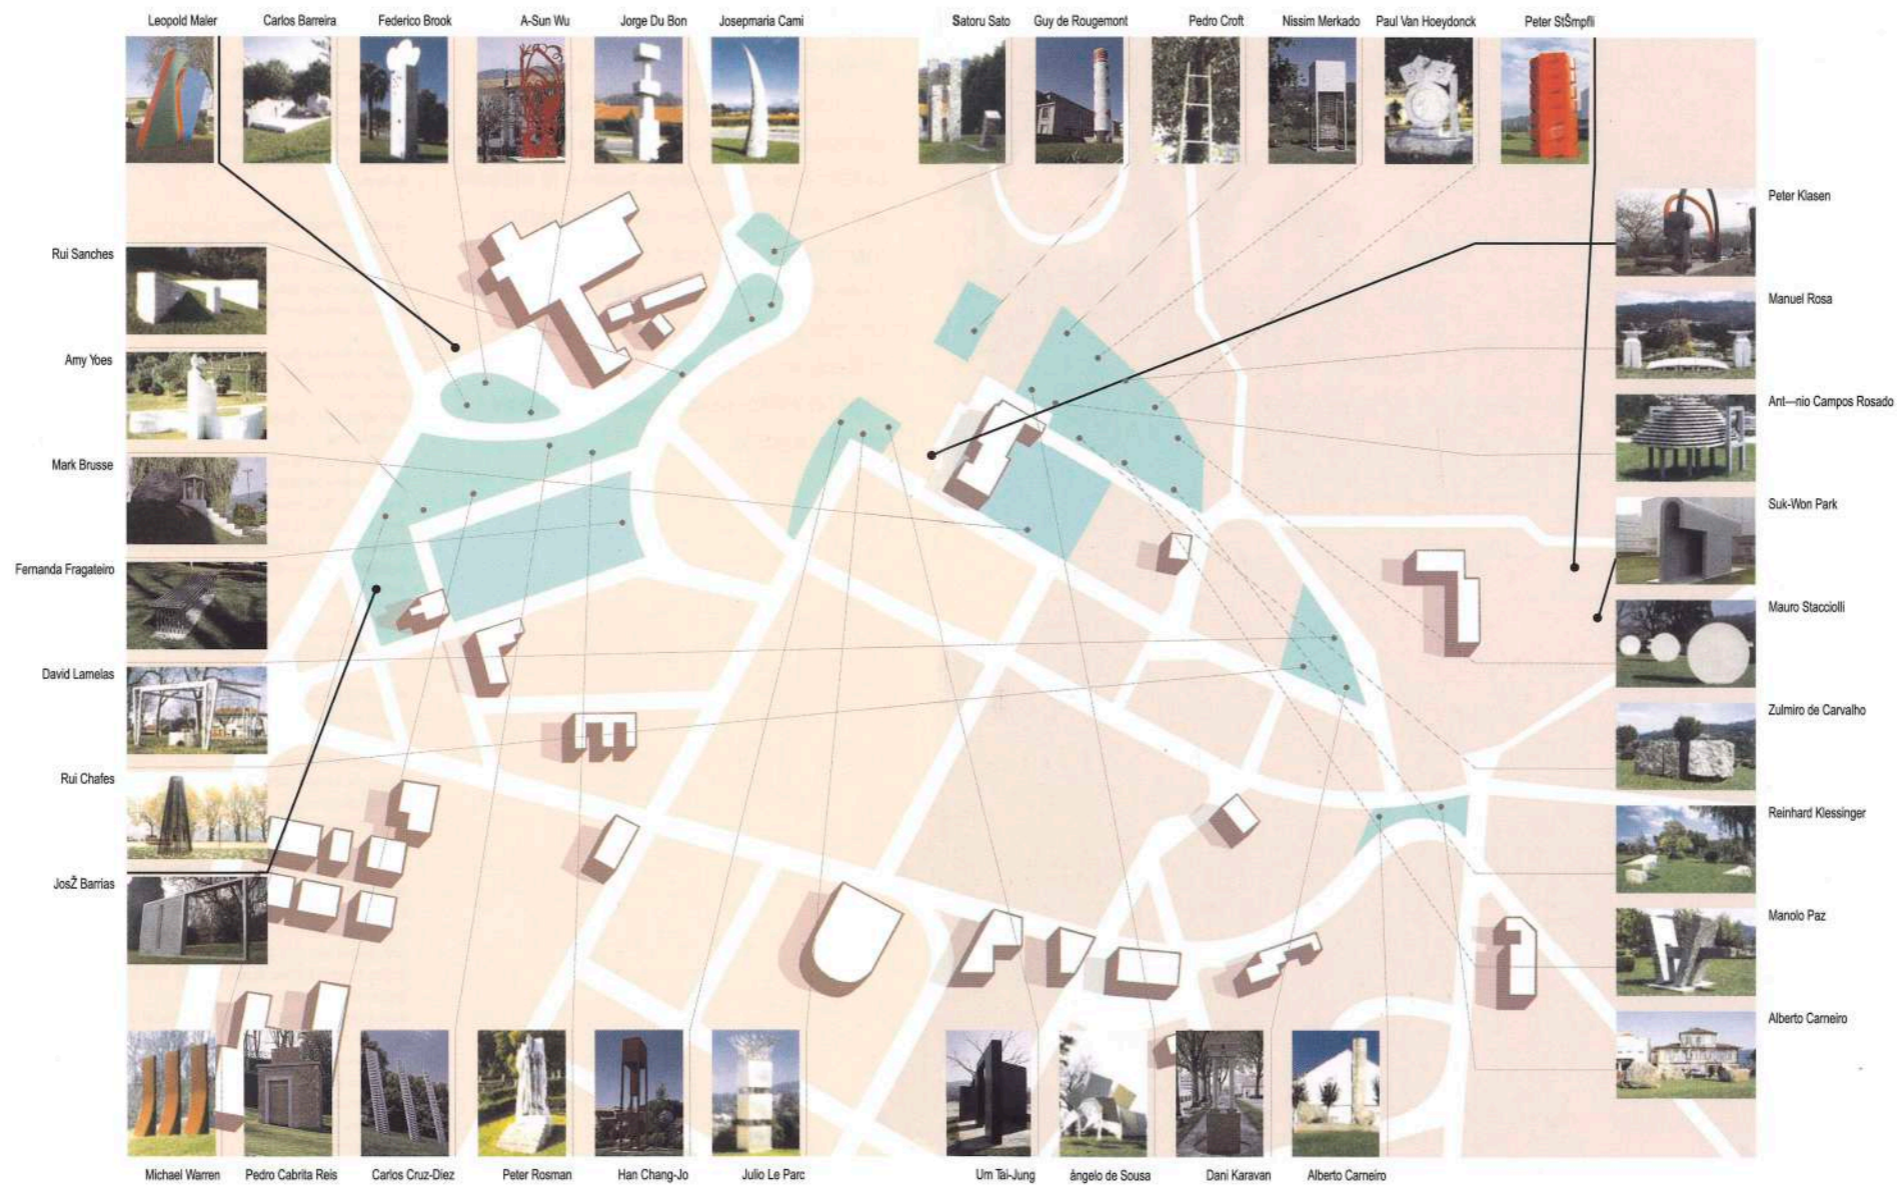 Leopold Maler
Carlos Barreira
Federico Brook
A-Sun Wu
Jorge Du Bon
Josepmaria Cami
Satoru Sato
Guy de Rougemont
Pedro Croft
Nissim Merkado
Paul Van Hoeydonck
Peter StŠmpfli
Rui Sanches
Amy Yoes
Mark Brusse
Fernanda Fragateiro
David Lamelas
Rui Chafes
JosŽ Barrias
Peter Klasen
Manuel Rosa
Ant—nio Campos Rosado
Suk-Won Park
Mauro Stacciolli
Zulmiro de Carvalho
Reinhard Klessinger
Manolo Paz
Alberto Carneiro
Michael Warren
Pedro Cabrita Reis
Carlos Cruz-Diez
Peter Rosman
Han Chang-Jo
Julio Le Parc
Um Tai-Jung
ângelo de Sousa
Dani Karavan
Alberto Carneiro